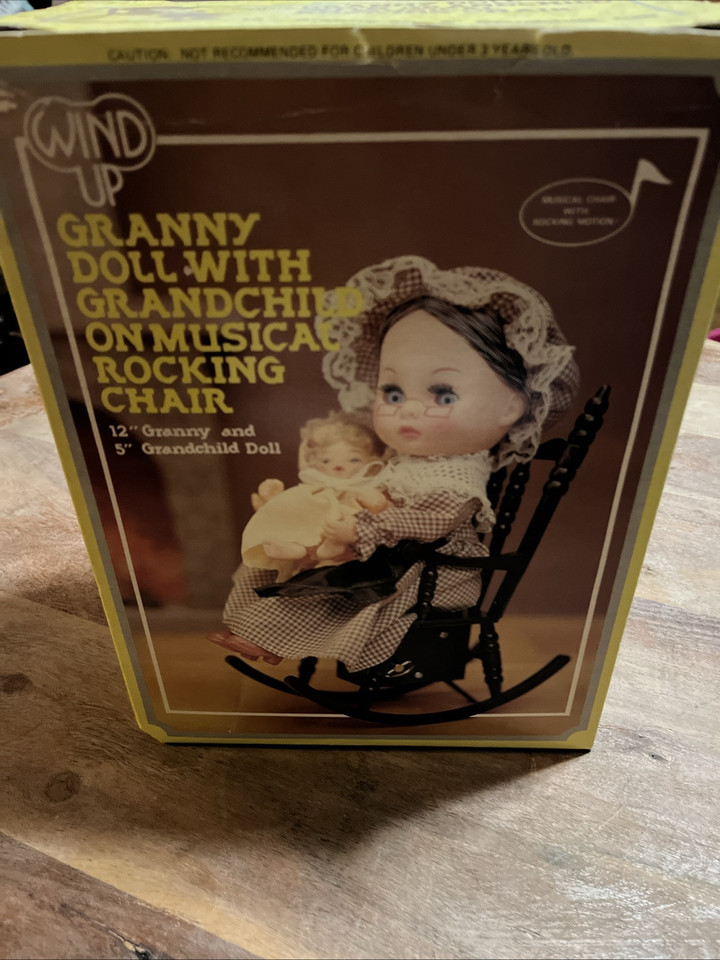 CAUTION: NOT RECOMMENDED FOR CHILDREN UNDER 3 YEARS OLD
WIND
UP
MUSICAL CHAIR
WITH
ROCKING MOTION
GRANNY
DOLL WITH
GRANDCHILD
ON MUSICAL
ROCKING
CHAIR
12" Granny and
5" Grandchild Doll